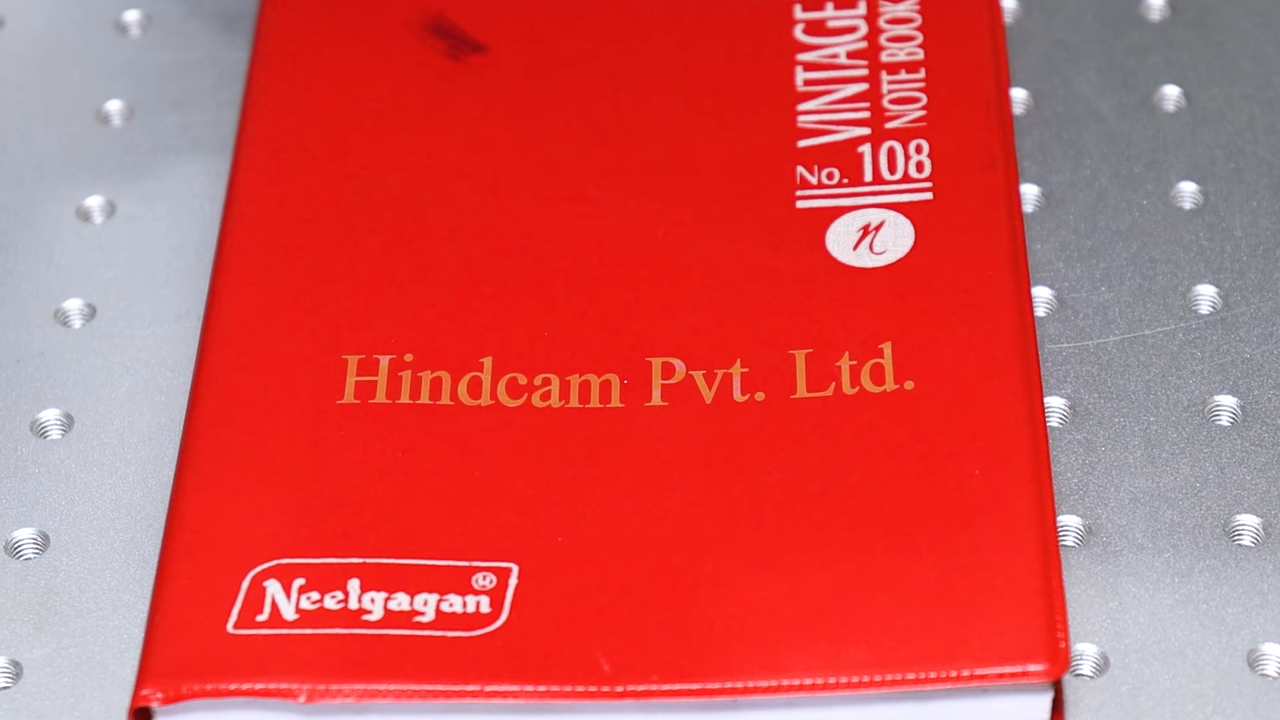 VINTAGE
NOTE BOOK
No. 108
n
Hindcam Pvt. Ltd.
Neelgagan